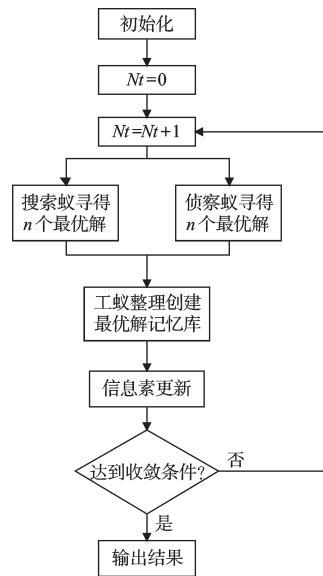 初始化
Nt=0
Nt=Nt+1
搜索蚁寻得
n个最优解
侦察蚁寻得
n个最优解
工蚁整理创建
最优解记忆库
信息素更新
达到收敛条件?
否
是
输出结果